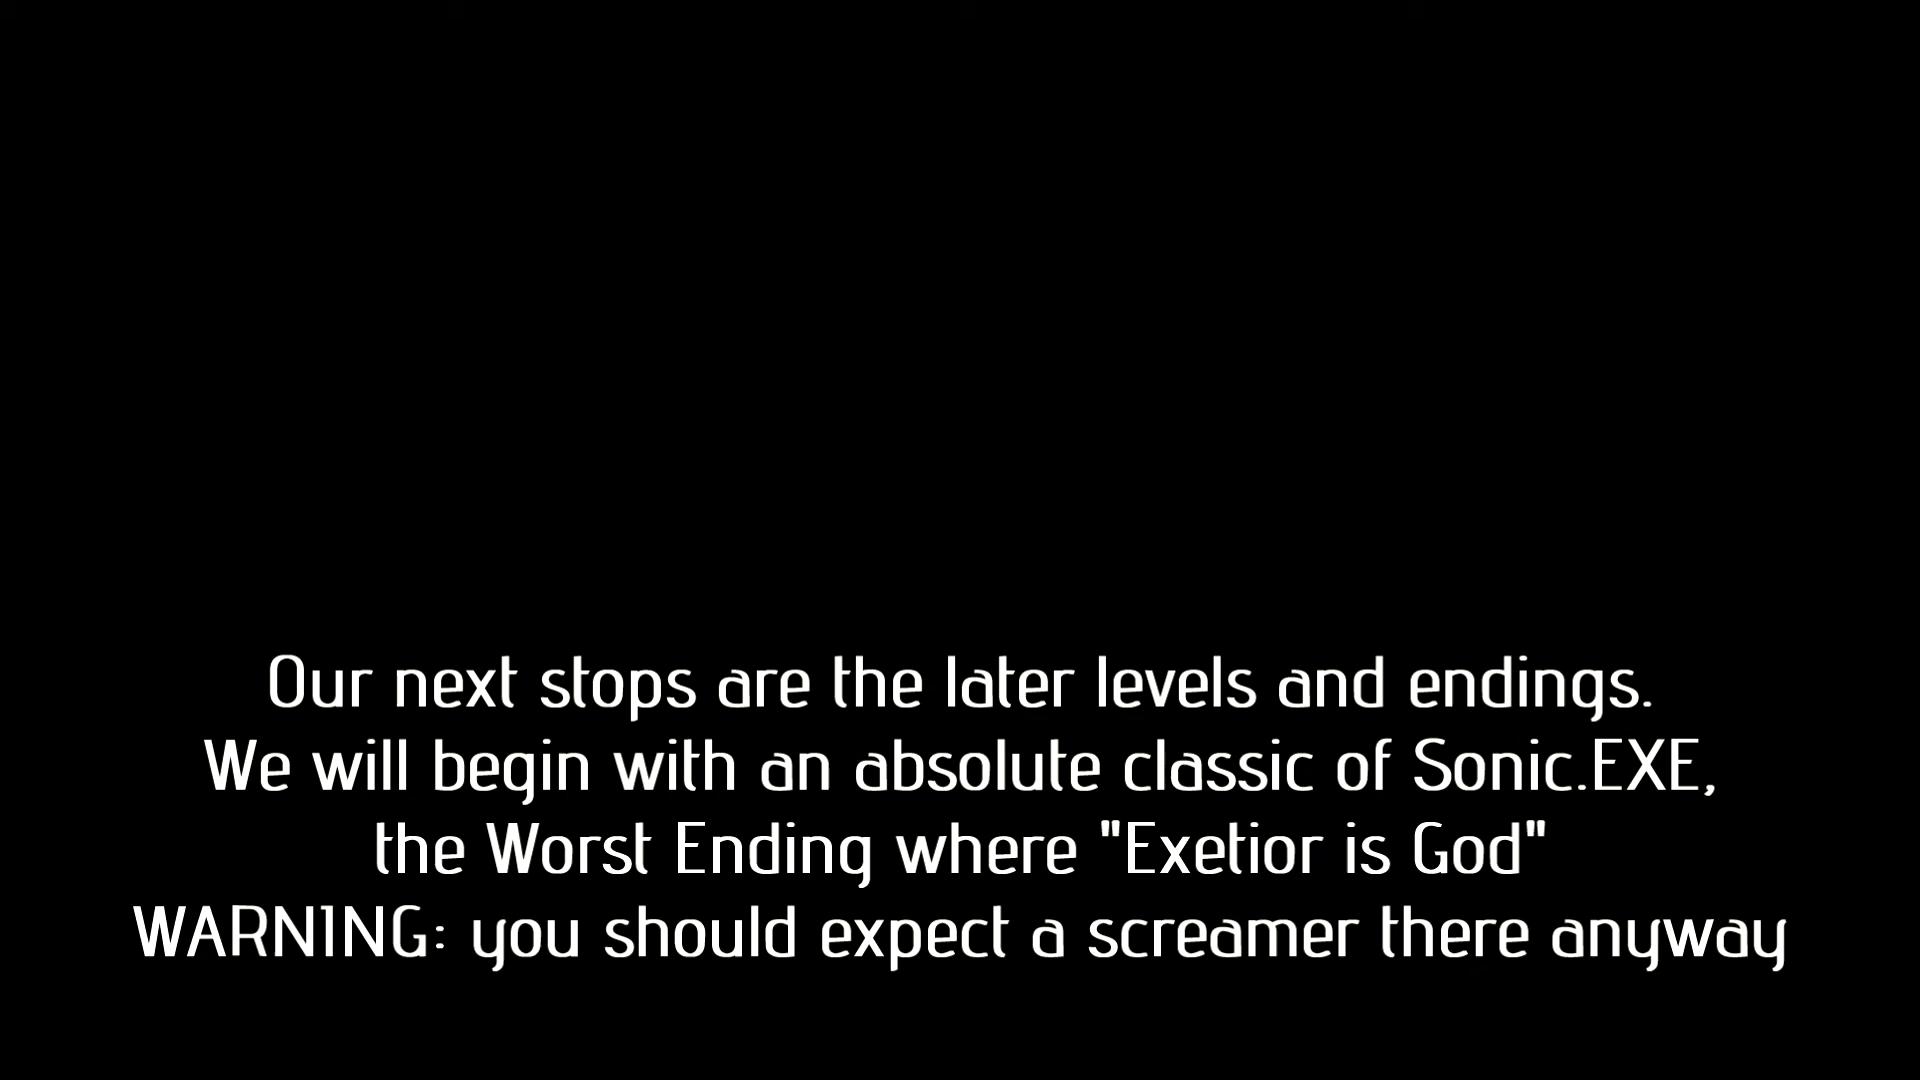 Our next stops are the later levels and endings.
We will begin with an absolute classic of Sonic.EXE,
the Worst Ending where "Exetior is God"
WARNING: you should expect a screamer there anyway